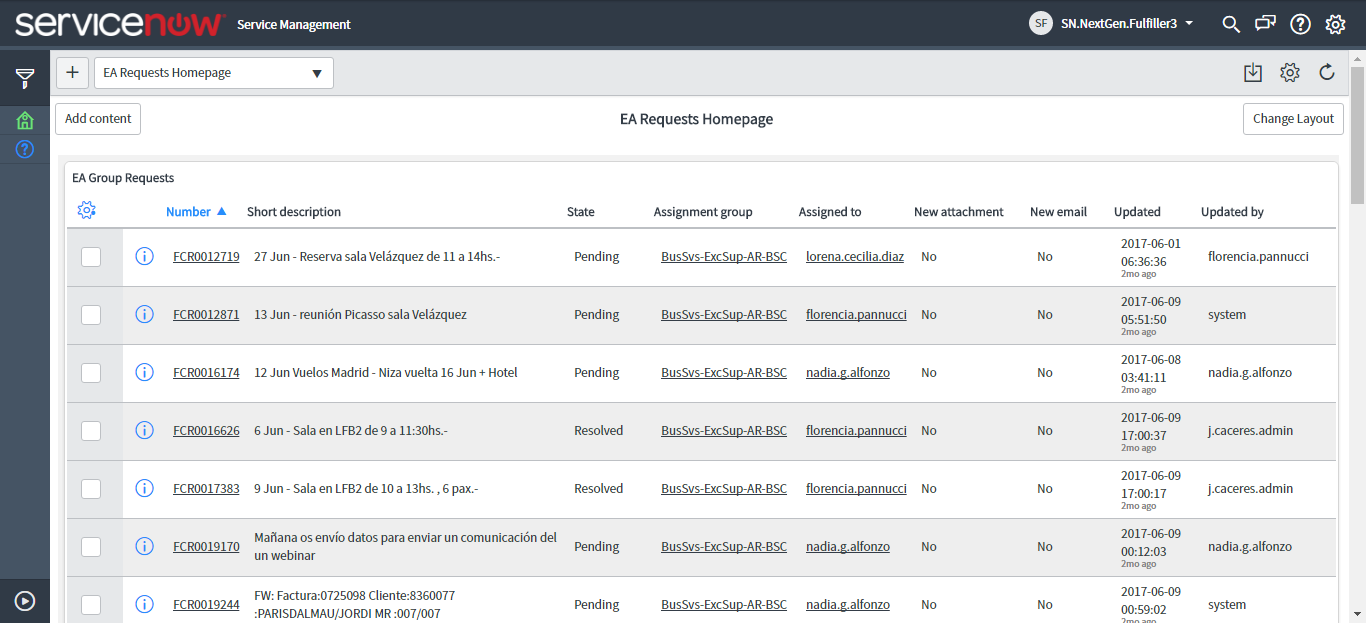 servicenow Service Management
SF SN.NextGen.Fulfiller3
EA Requests Homepage
Add content
EA Requests Homepage
Change Layout
EA Group Requests
Number Short description State Assignment group Assigned to New attachment New email Updated Updated by
FCR0012719 27 Jun - Reserva sala Velázquez de 11 a 14hs.- Pending BusSvs-ExcSup-AR-BSC lorena.cecilia.diaz No No 2017-06-01 06:36:36 2mo ago florencia.pannucci
FCR0012871 13 Jun - reunión Picasso sala Velázquez Pending BusSvs-ExcSup-AR-BSC florencia.pannucci No No 2017-06-09 05:51:50 2mo ago system
FCR0016174 12 Jun Vuelos Madrid - Niza vuelta 16 Jun + Hotel Pending BusSvs-ExcSup-AR-BSC nadia.g.alfonzo No No 2017-06-08 03:41:11 2mo ago nadia.g.alfonzo
FCR0016626 6 Jun - Sala en LFB2 de 9 a 11:30hs.- Resolved BusSvs-ExcSup-AR-BSC florencia.pannucci No No 2017-06-09 17:00:37 2mo ago j.caceres.admin
FCR0017383 9 Jun - Sala en LFB2 de 10 a 13hs. , 6 pax.- Resolved BusSvs-ExcSup-AR-BSC florencia.pannucci No No 2017-06-09 17:00:17 2mo ago j.caceres.admin
FCR0019170 Mañana os envío datos para enviar un comunicación del un webinar Pending BusSvs-ExcSup-AR-BSC nadia.g.alfonzo No No 2017-06-09 00:12:03 2mo ago nadia.g.alfonzo
FCR0019244 FW: Factura:0725098 Cliente:8360077 :PARISDALMAU/JORDI MR :007/007 Pending BusSvs-ExcSup-AR-BSC nadia.g.alfonzo No No 2017-06-09 00:59:02 2mo ago system